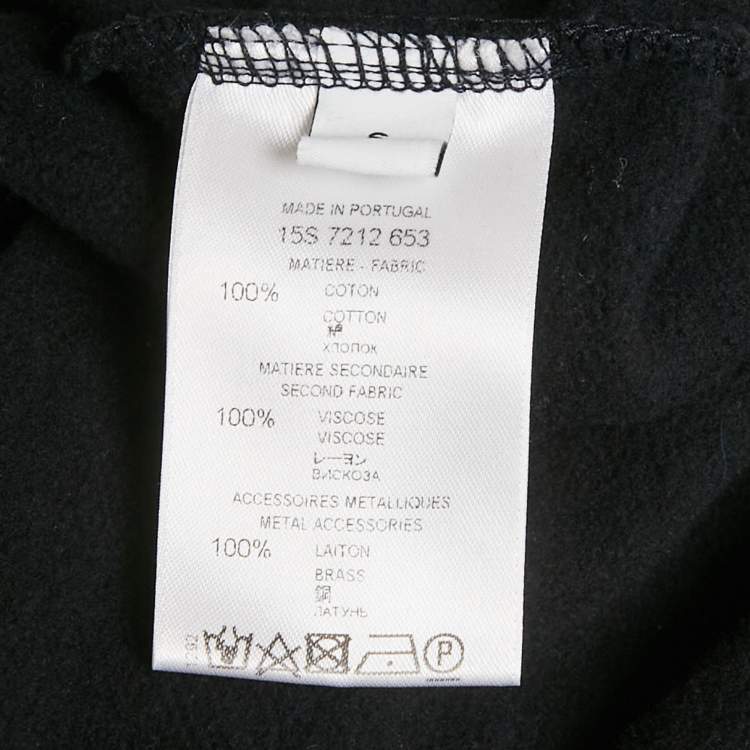 MADE IN PORTUGAL
15S 7212 653
MATIERE - FABRIC
100% COTON
COTTON
綿
ХЛОПОК
MATIERE SECONDAIRE
SECOND FABRIC
100% VISCOSE
VISCOSE
レーヨン
ВИСКОЗА
ACCESSOIRES METALLIQUES
METAL ACCESSORIES
100% LAITON
BRASS
銅
ЛАТУНЬ
P